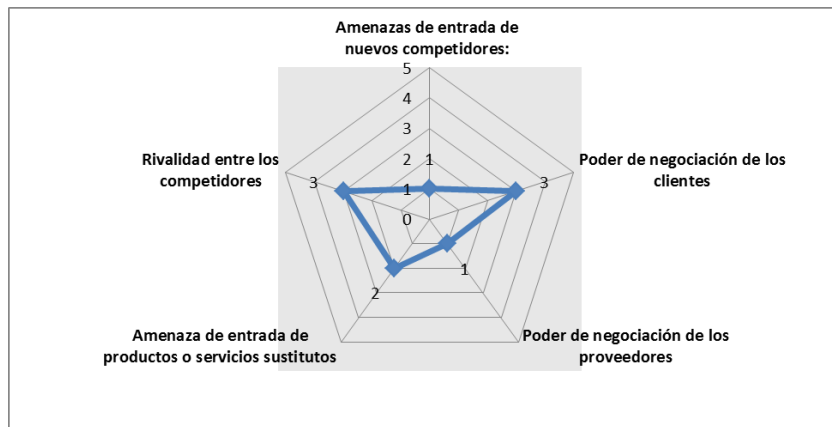 Amenazas de entrada de
nuevos competidores:
5
4
3
2
1
0
1
Poder de negociación de los
clientes
3
Rivalidad entre los
competidores
3
1
2
Amenaza de entrada de
productos o servicios sustitutos
Poder de negociación de los
proveedores